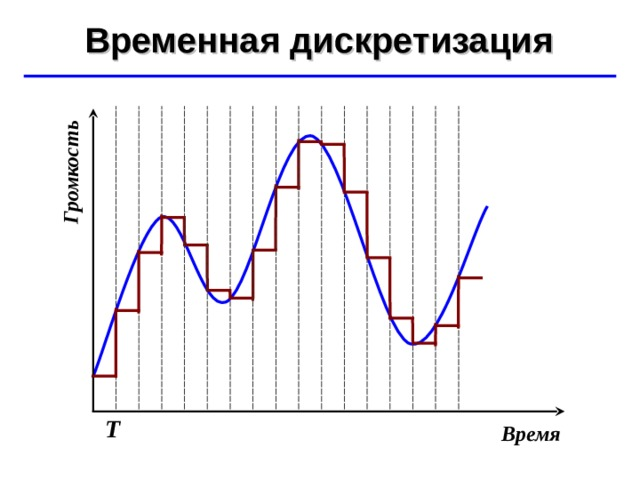 Временная дискретизация
Громкость
T
Время